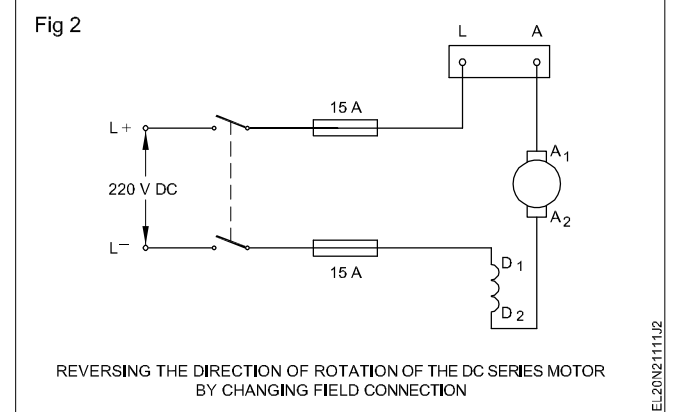 Fig 2
L A
15 A
L+
A1
220 V DC
A2
L–
D1
15 A
D2
REVERSING THE DIRECTION OF ROTATION OF THE DC SERIES MOTOR
BY CHANGING FIELD CONNECTION
EL20N21111J2